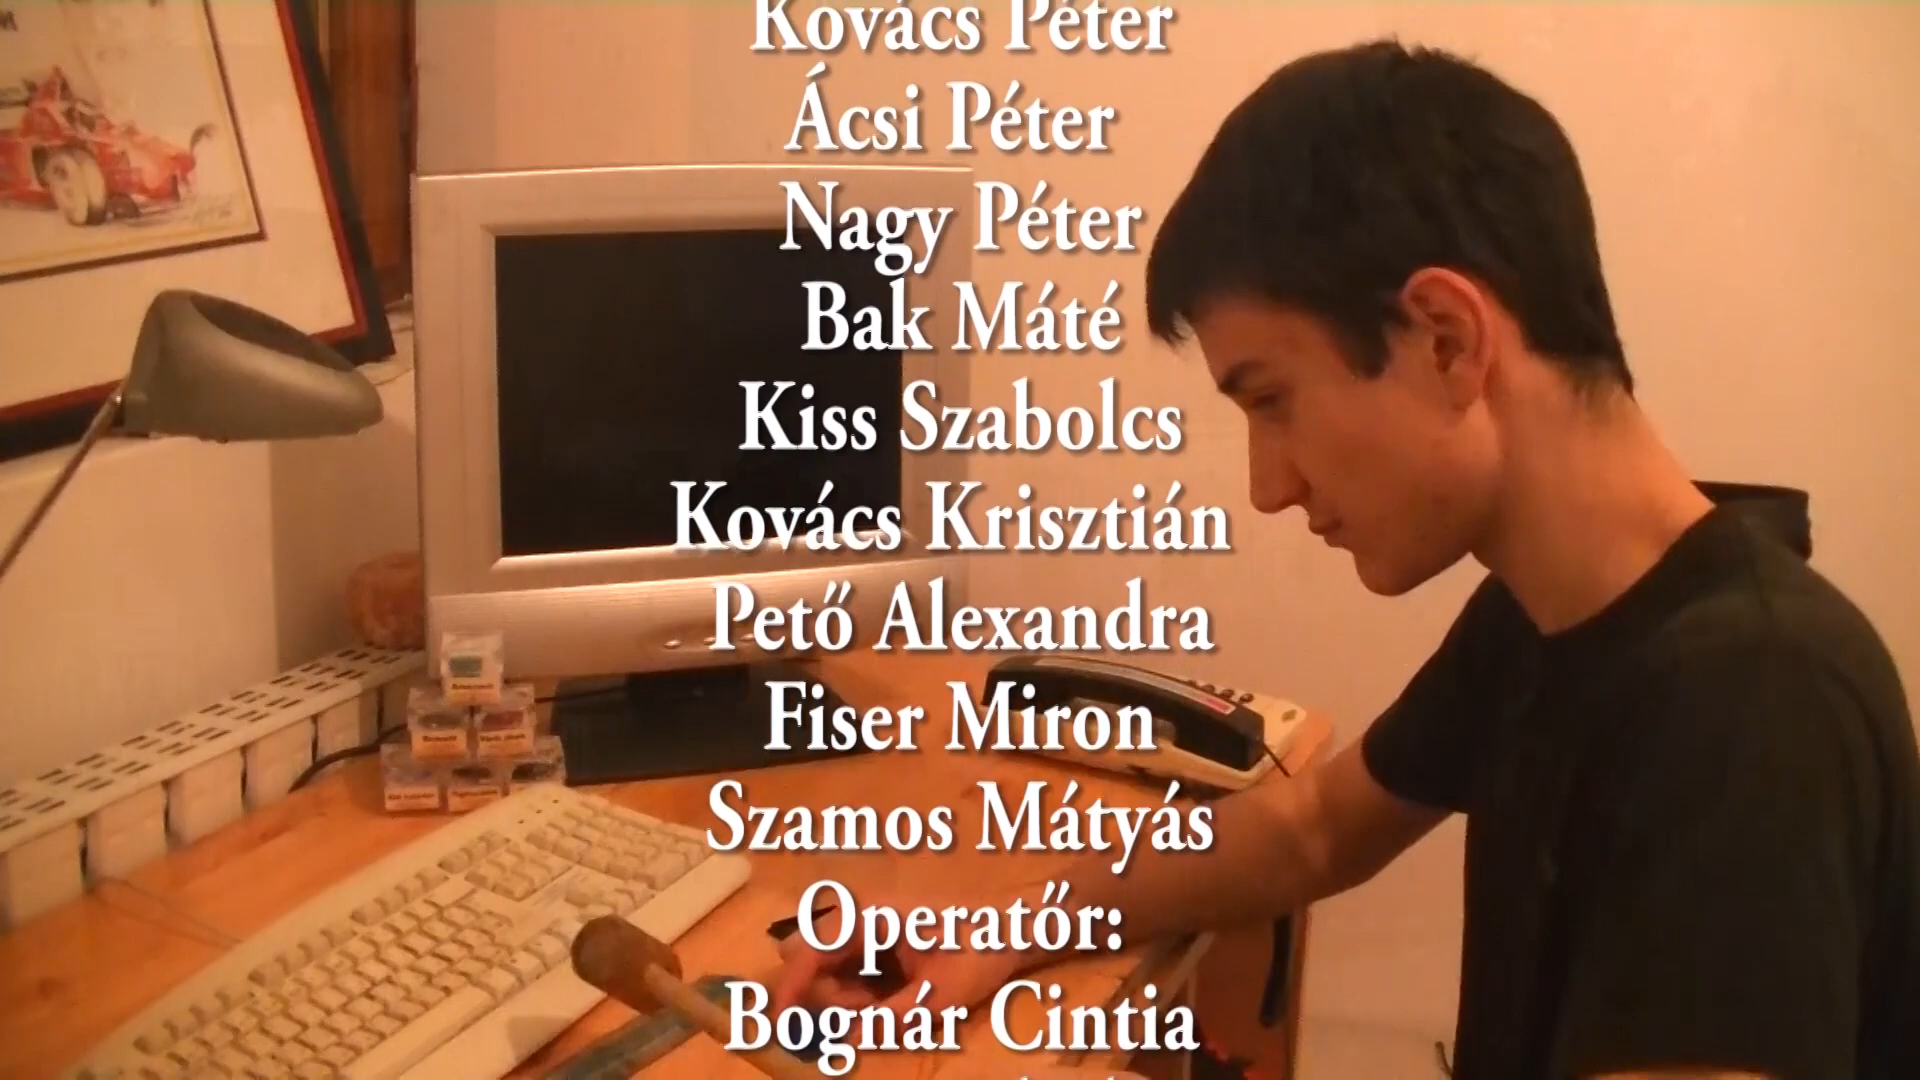 Kovács Péter
Ácsi Péter
Nagy Péter
Bak Máté
Kiss Szabolcs
Kovács Krisztián
Pető Alexandra
Fiser Miron
Szamos Mátyás
Operatőr:
Bognár Cintia